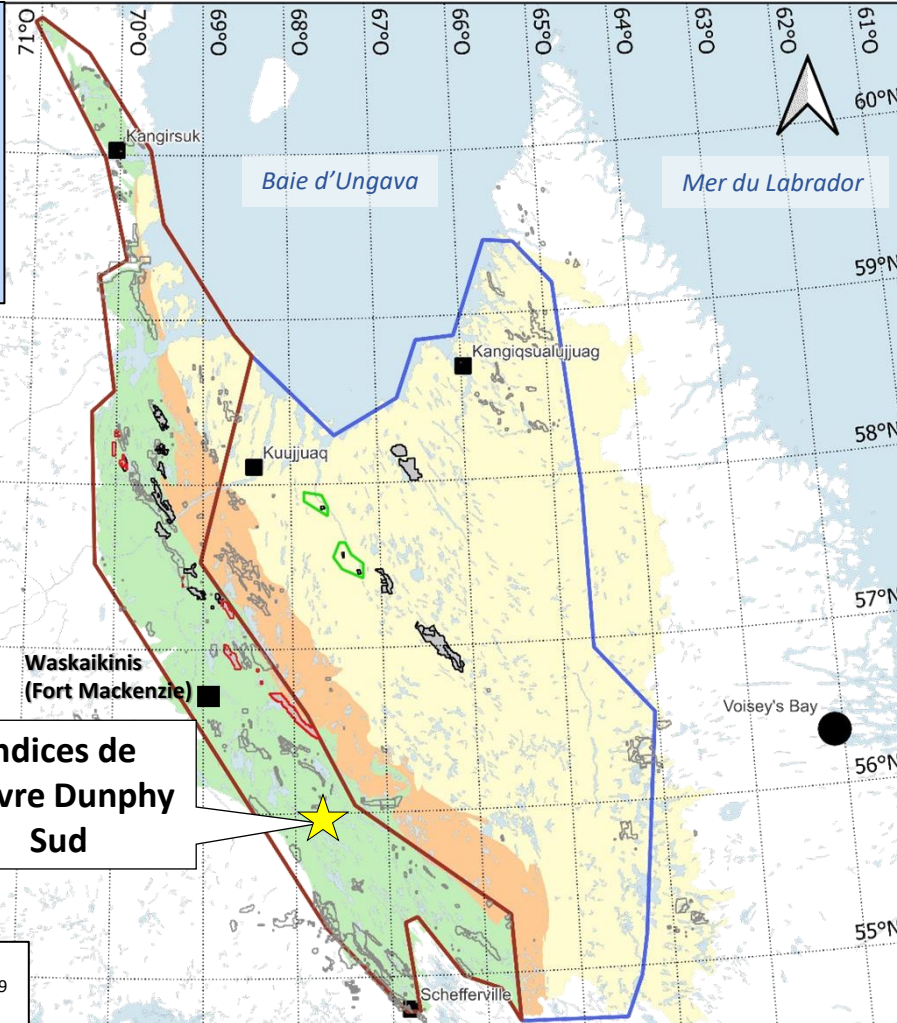 71°O 70°O 69°O 68°O 67°O 66°O 65°O 64°O 63°O 62°O 61°O
60°N
Kangirsuk
Baie d'Ungava
Mer du Labrador
59°N
Kangiqsualujjuag
58°N
Kuujjuaq
57°N
Waskaikinis
(Fort Mackenzie)
Voisey's Bay
56°N
ndices de
vre Dunphy
Sud
55°N
9
Schefferville